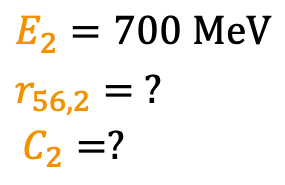 E₂ = 700 MeV
r₅₆,₂ = ?
C₂ =?